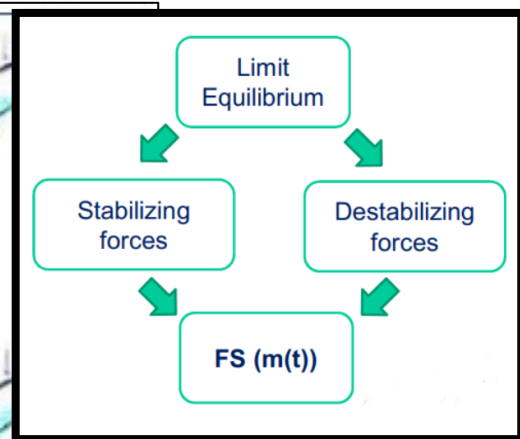 Limit
Equilibrium
Stabilizing
forces
Destabilizing
forces
FS (m(t))